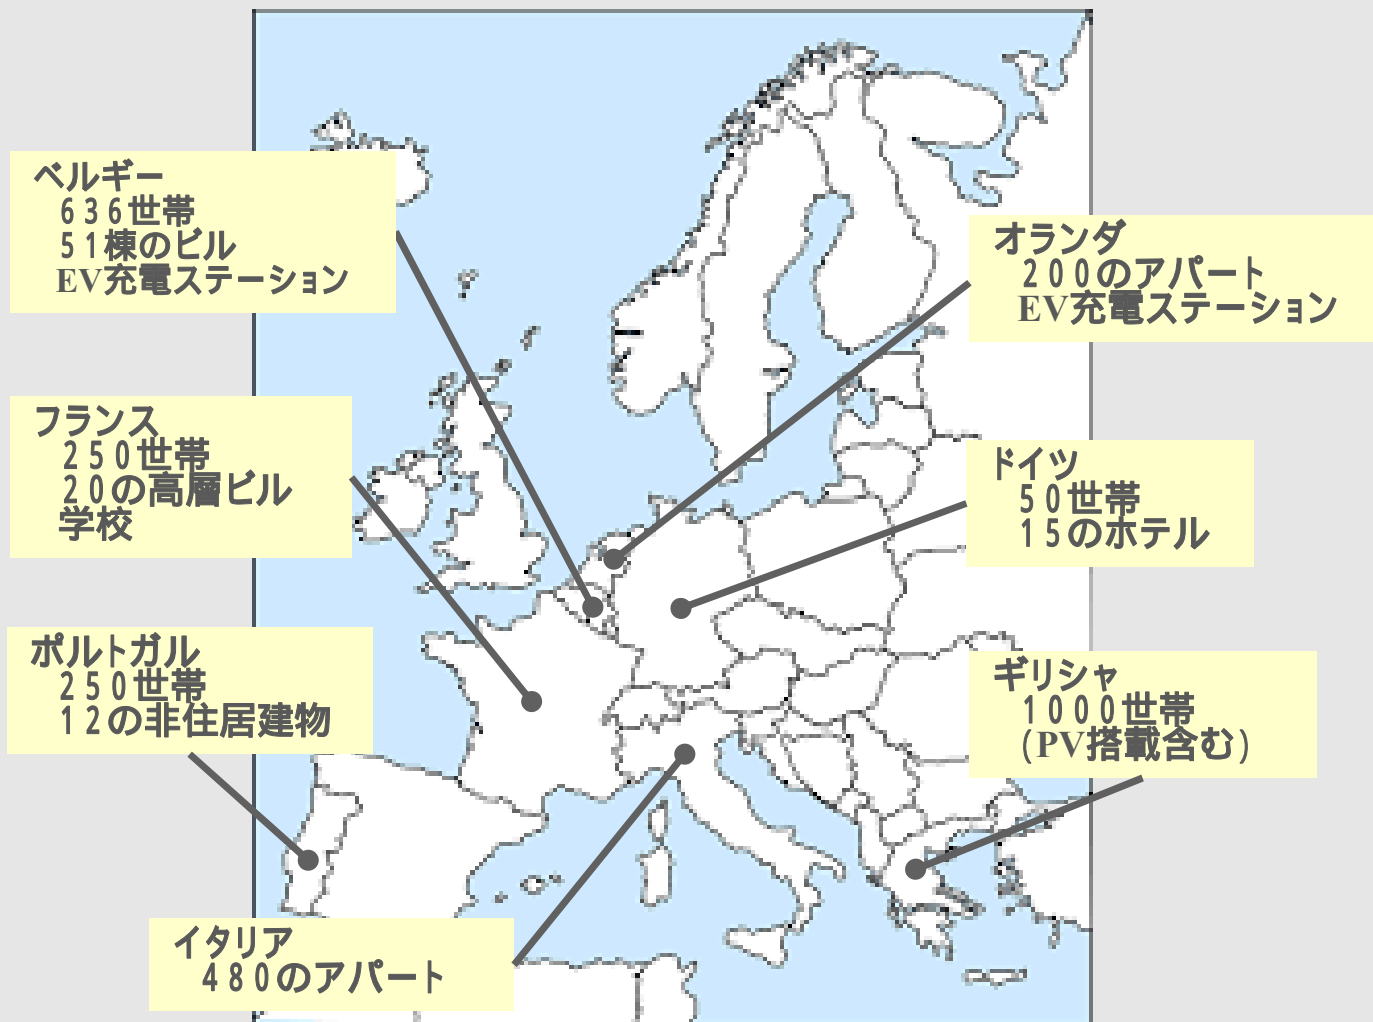 ベルギー
６３６世帯
５１棟のビル
EV充電ステーション
オランダ
２００のアパート
EV充電ステーション
フランス
２５０世帯
２０の高層ビル
学校
ドイツ
５０世帯
１５のホテル
ポルトガル
２５０世帯
１２の非住居建物
ギリシャ
１０００世帯
(PV搭載含む)
イタリア
４８０のアパート